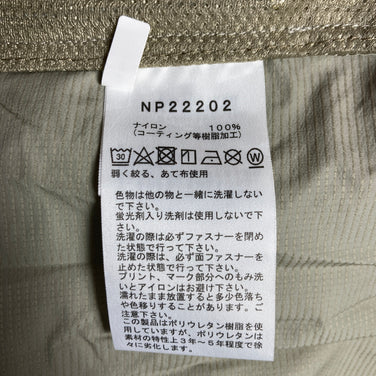 NP22202
ナイロン 100%
(コーティング等樹脂加工)
30 W
弱く絞る、あて布使用
色物は他の物と一緒に洗濯しない
で下さい。
蛍光剤入り洗剤は使用しないで下
さい。
洗濯の際は必ずファスナーを閉め
た状態で行って下さい。
洗濯の際は必ず面ファスナーを
止めた状態で行って下さい。
プリント、マーク部分へのもみ洗
いとアイロンはお避け下さい。
濡れたまま放置すると多少色落ち
や色移りすることがあります。ご
注意下さい。
この製品はポリウレタン樹脂を使
用していますが、ポリウレタン
素材の特性上3年～5年程度で徐
々に劣化します。